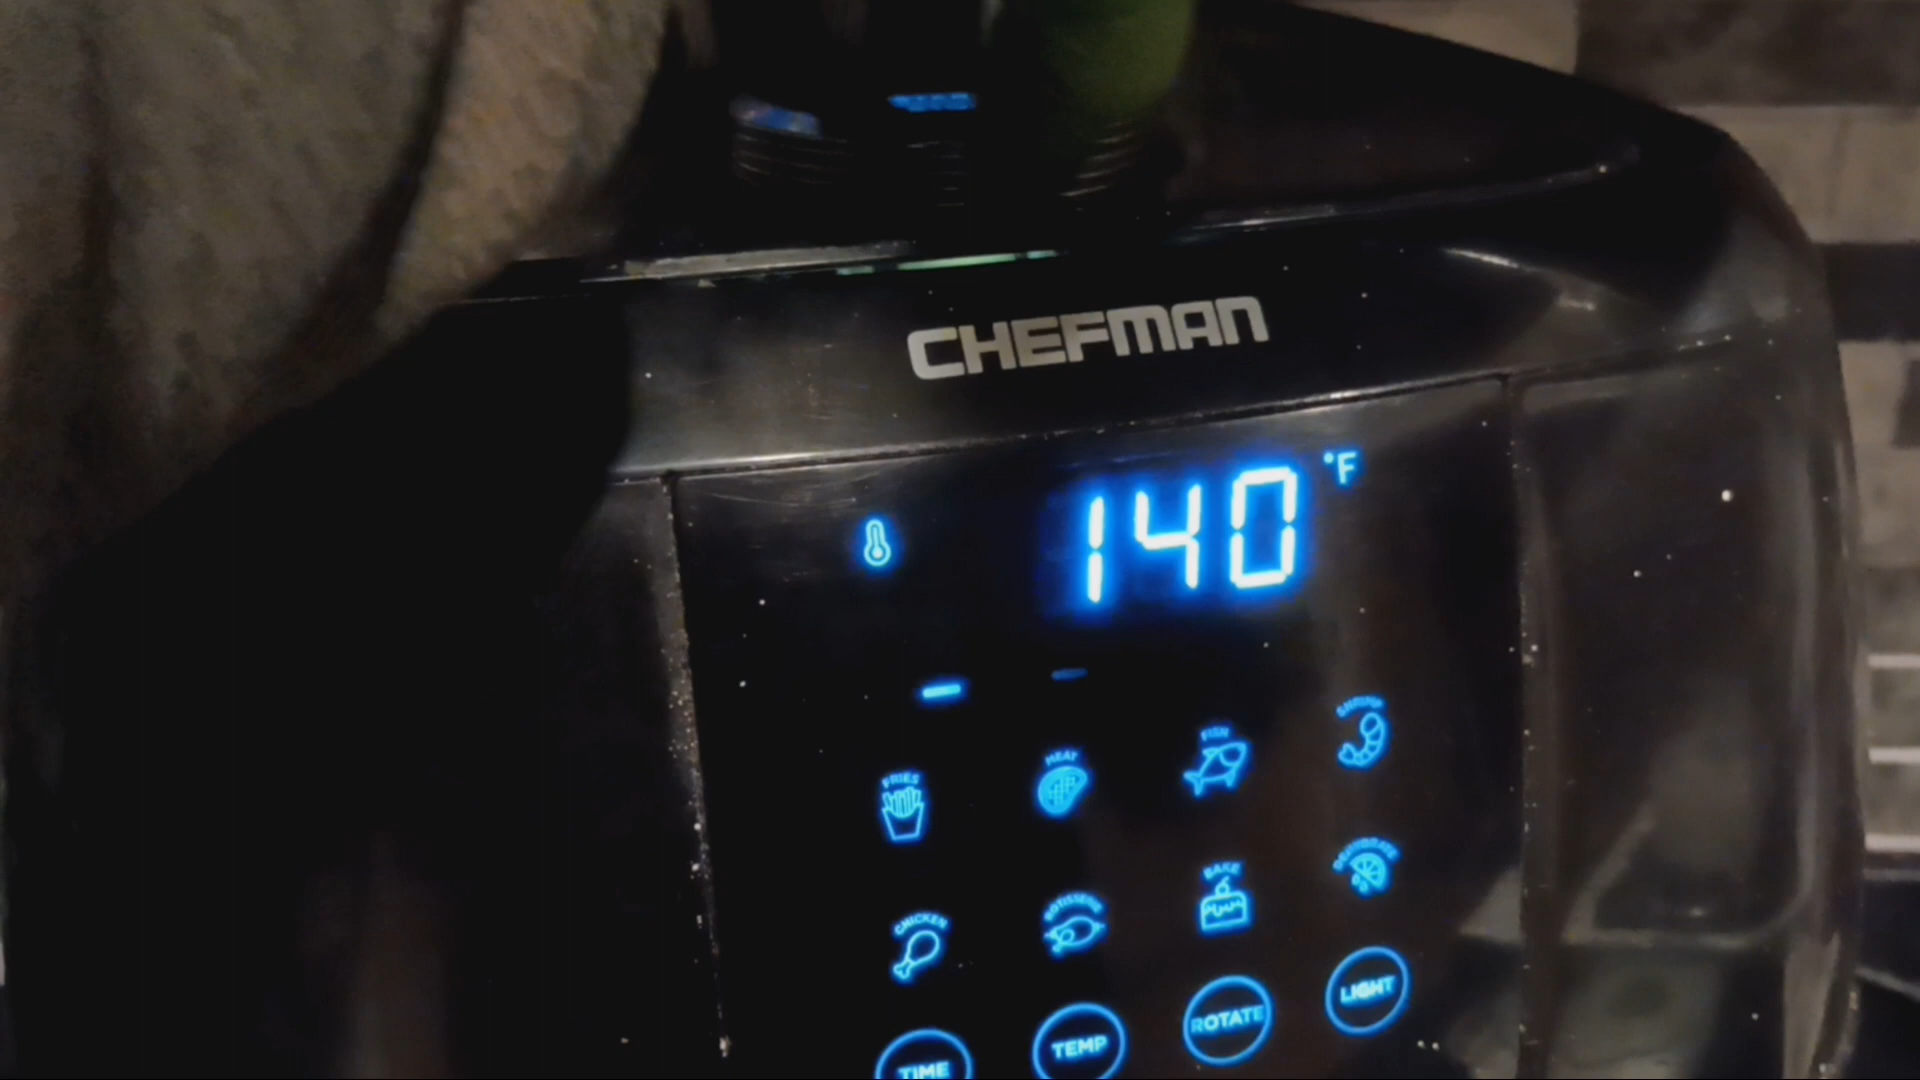 CHEFMAN
140 °F
FRIES MEAT FISH SHRIMP
CHICKEN ROTISSERIE BAKE DEHYDRATE
TIME TEMP ROTATE LIGHT